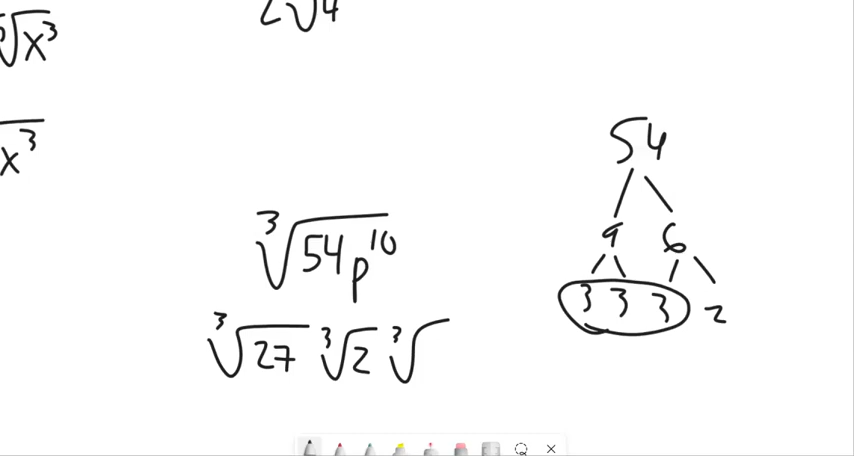 2√4
∛x³
x³
54
9 6
3 3 3 2
∛54p¹⁰
∛27 ∛2 ∛